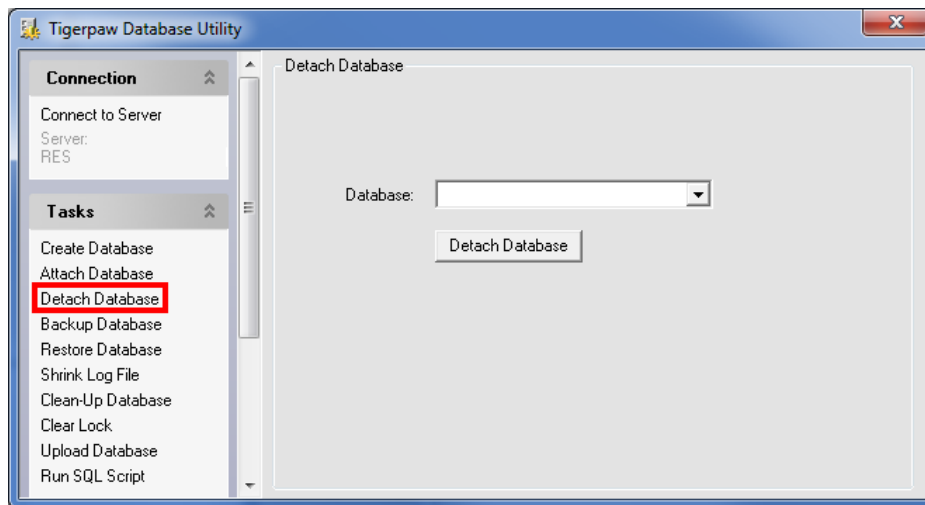 Tigerpaw Database Utility
Connection
Connect to Server
Server:
RES
Tasks
Create Database
Attach Database
Detach Database
Backup Database
Restore Database
Shrink Log File
Clean-Up Database
Clear Lock
Upload Database
Run SQL Script
Detach Database
Database:
Detach Database